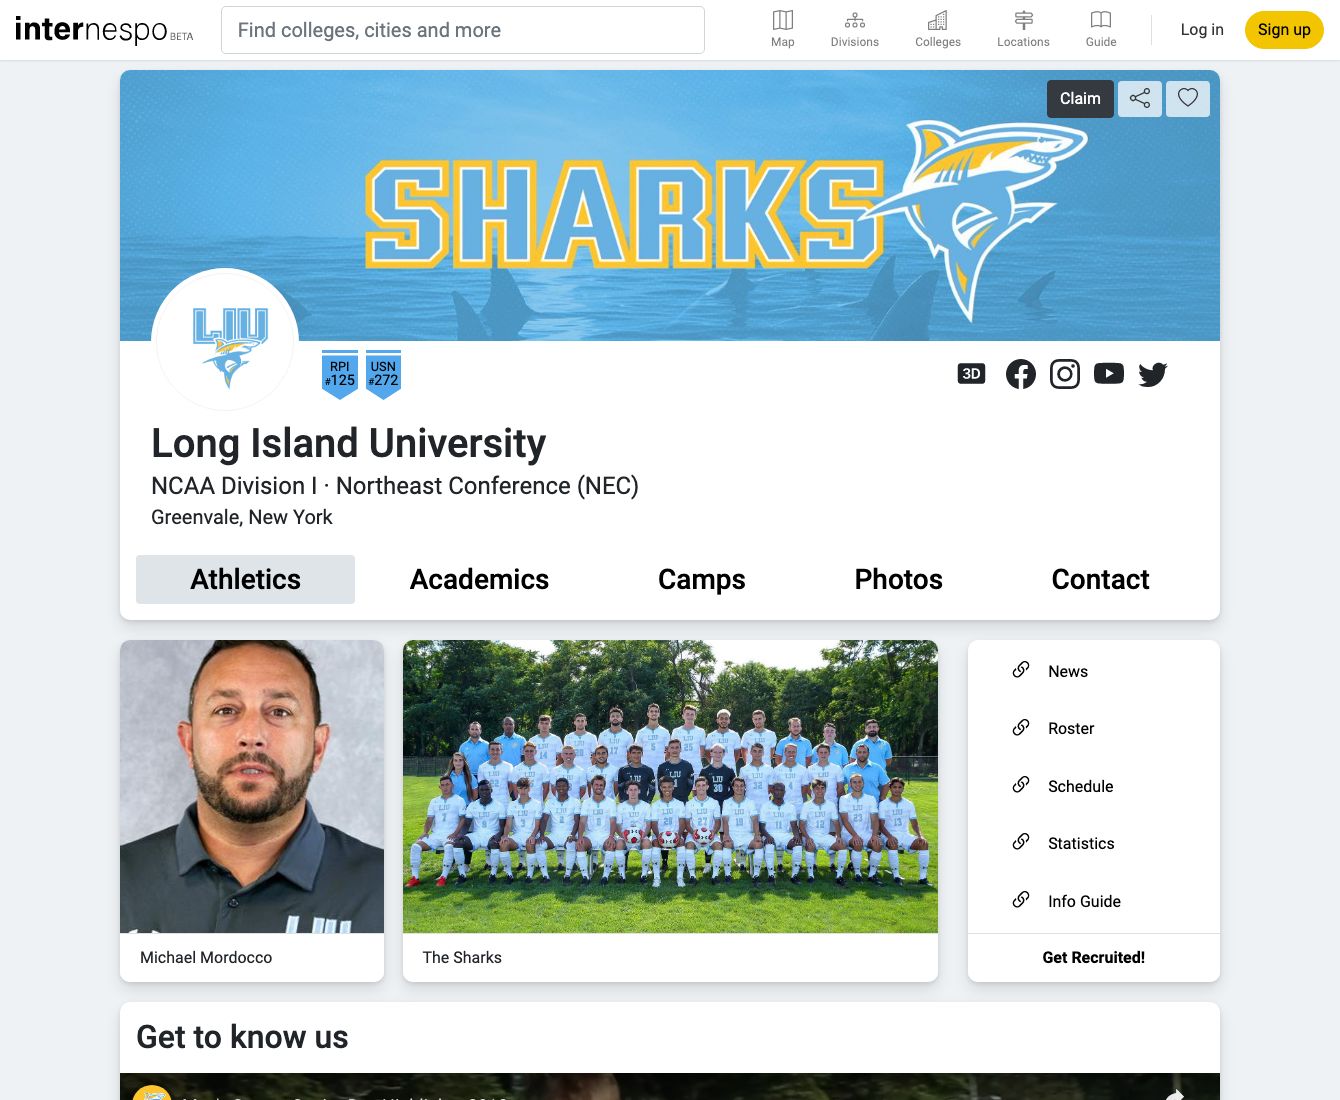 internespo BETA
Find colleges, cities and more
Map
Divisions
Colleges
Locations
Guide
Log in
Sign up
Claim
SHARKS
LIU
RPI
#125
USN
#272
3D
Long Island University
NCAA Division I · Northeast Conference (NEC)
Greenvale, New York
Athletics
Academics
Camps
Photos
Contact
LIU
Michael Mordocco
The Sharks
News
Roster
Schedule
Statistics
Info Guide
Get Recruited!
Get to know us